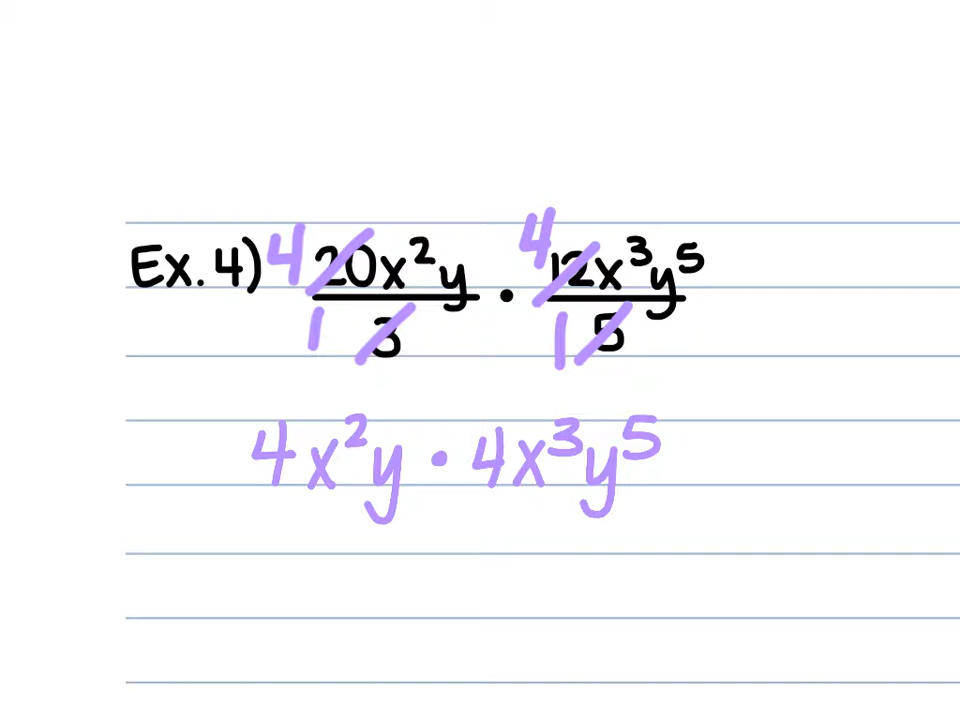 Ex. 4) 4 20x²y · 4 12x³y⁵
1 3 1 5
4x²y · 4x³y⁵